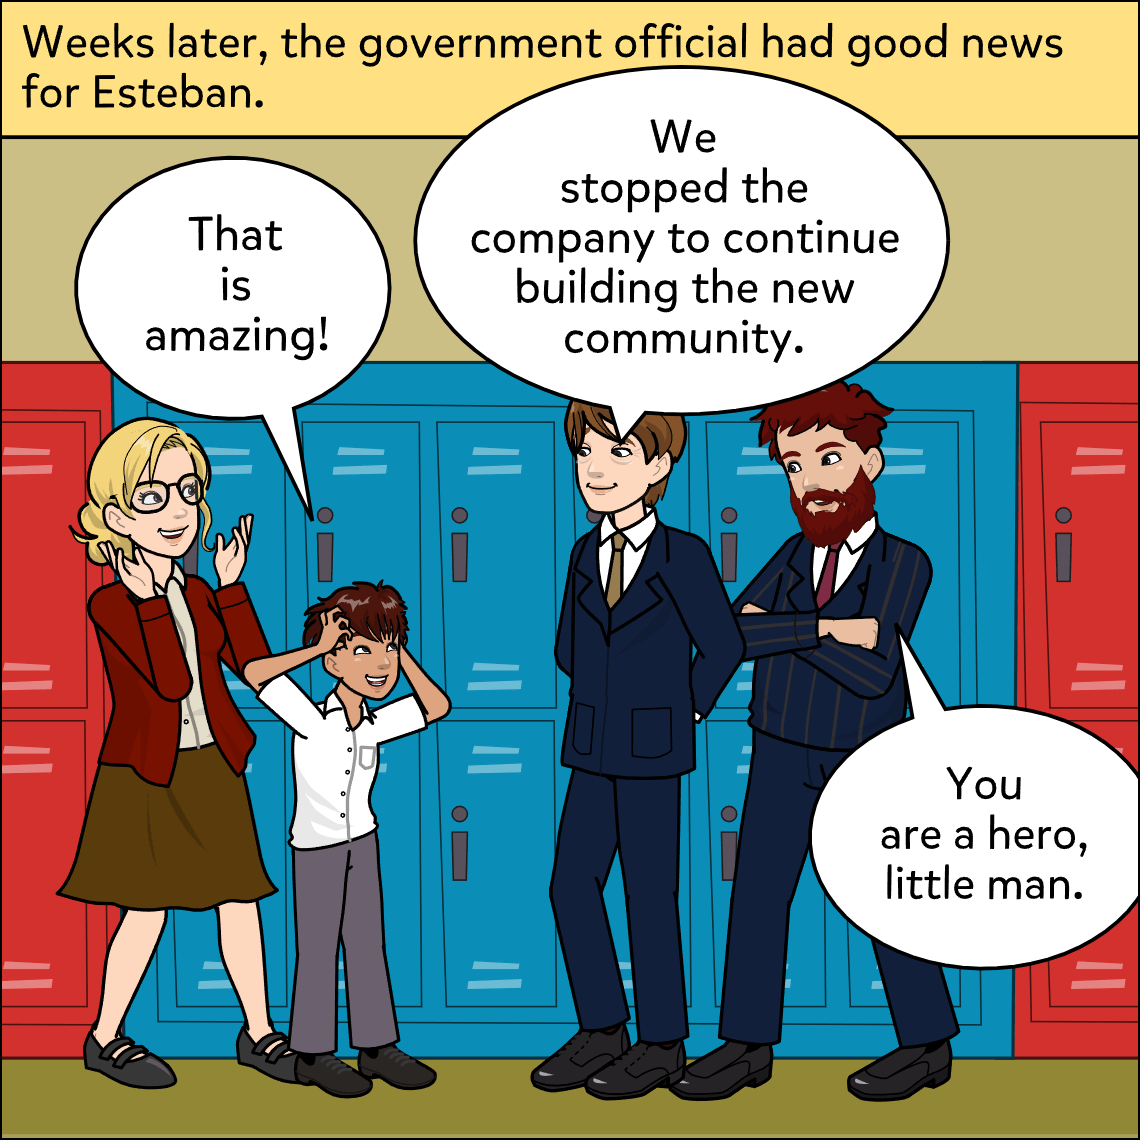 Weeks later, the government official had good news
for Esteban.
That
is
amazing!
We
stopped the
company to continue
building the new
community.
You
are a hero,
little man.